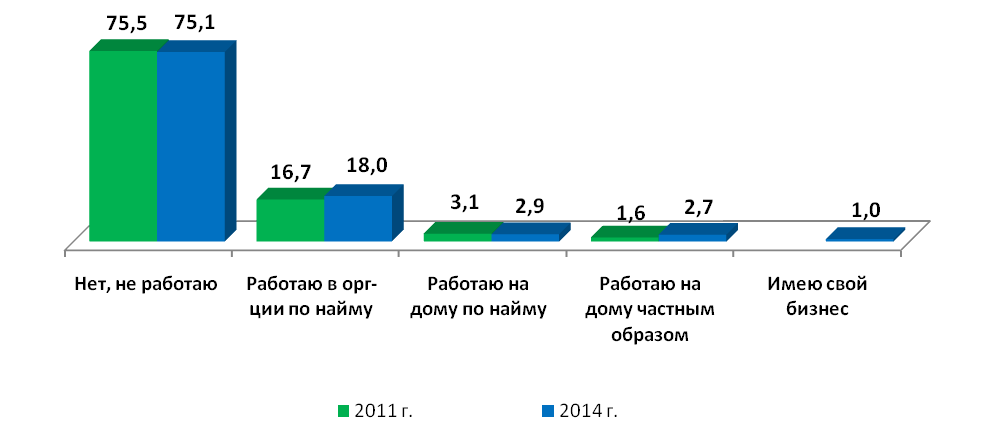 75,5 75,1
16,7 18,0
3,1 2,9
1,6 2,7
1,0
Нет, не работаю
Работаю в орг-
ции по найму
Работаю на
дому по найму
Работаю на
дому частным
образом
Имею свой
бизнес
2011 г.
2014 г.